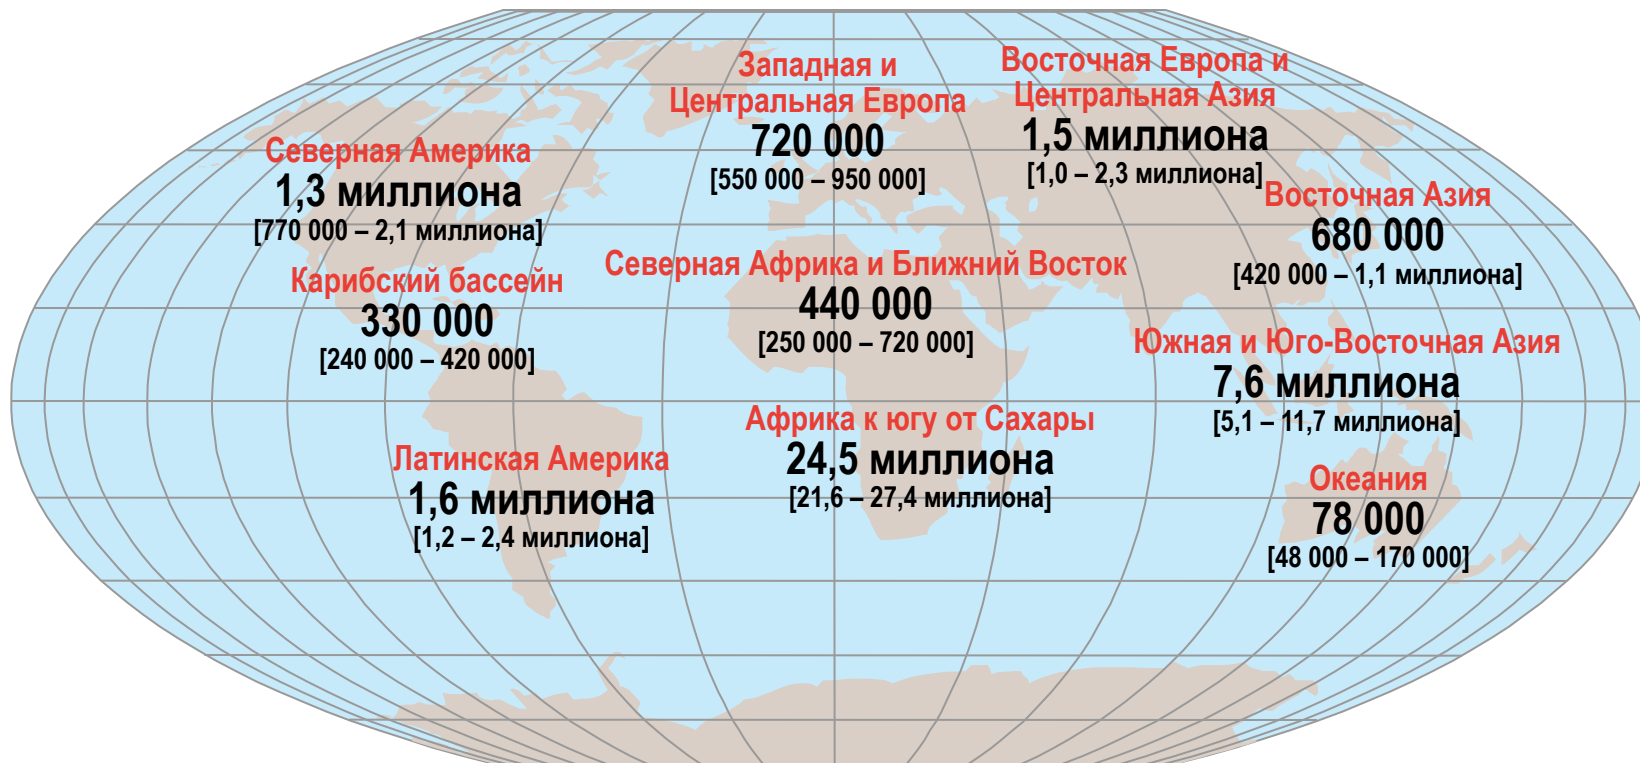 Западная и
Центральная Европа
720 000
[550 000 – 950 000]
Восточная Европа и
Центральная Азия
1,5 миллиона
[1,0 – 2,3 миллиона]
Северная Америка
1,3 миллиона
[770 000 – 2,1 миллиона]
Восточная Азия
680 000
[420 000 – 1,1 миллиона]
Карибский бассейн
330 000
[240 000 – 420 000]
Северная Африка и Ближний Восток
440 000
[250 000 – 720 000]
Южная и Юго-Восточная Азия
7,6 миллиона
[5,1 – 11,7 миллиона]
Африка к югу от Сахары
24,5 миллиона
[21,6 – 27,4 миллиона]
Латинская Америка
1,6 миллиона
[1,2 – 2,4 миллиона]
Океания
78 000
[48 000 – 170 000]